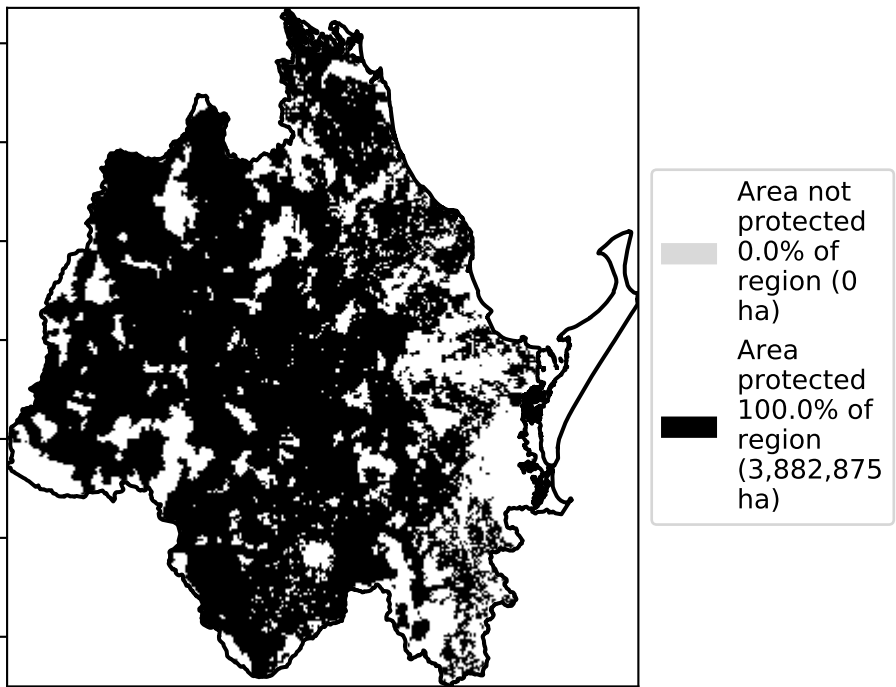 Area not
protected
0.0% of
region (0
ha)
Area
protected
100.0% of
region
(3,882,875
ha)